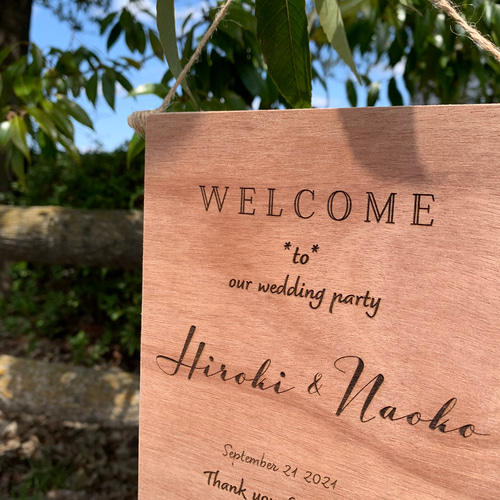 WELCOME
*to*
our wedding party
Hiroki & Naoko
September 21 2021
Thank you